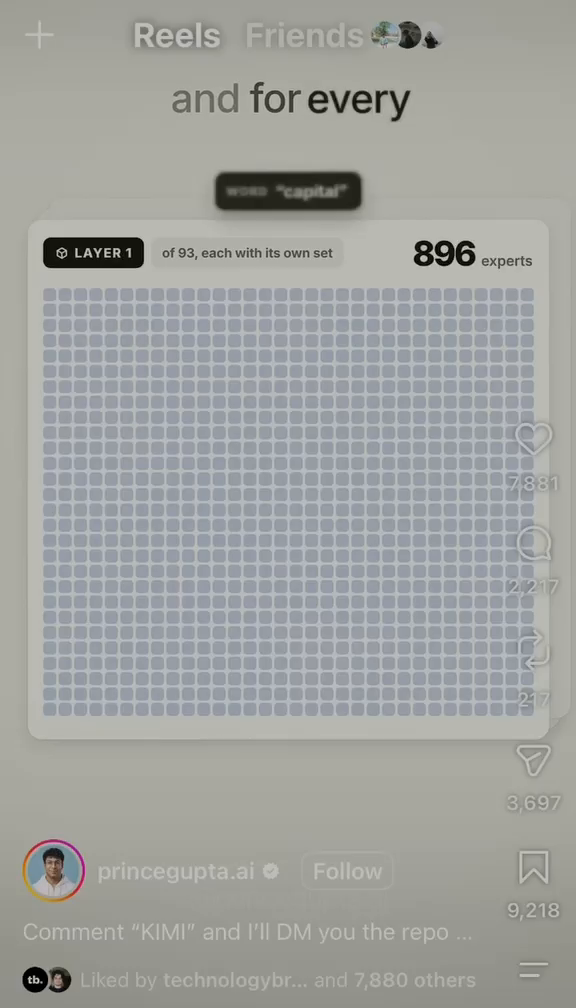 Reels Friends
and for every
WORD "capital"
LAYER 1
of 93, each with its own set
896 experts
7,881
2,217
217
3,697
princegupta.ai Follow
9,218
Comment “KIMI” and I'll DM you the repo ...
tb. Liked by technologybr... and 7,880 others